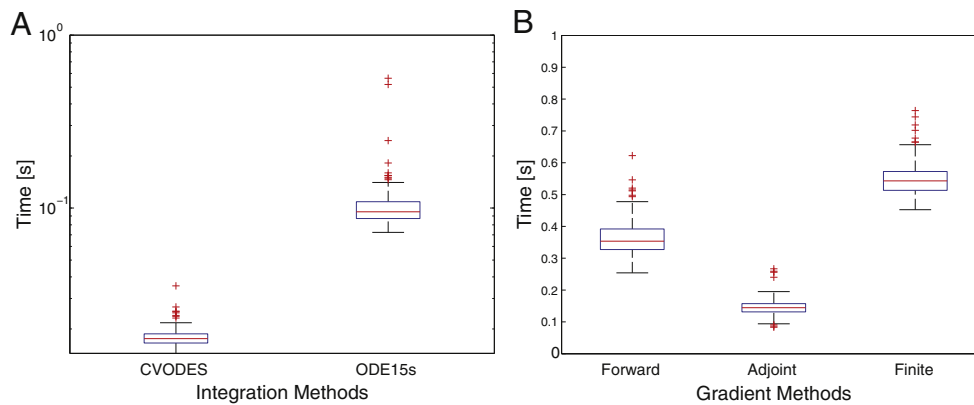 A
10^0
10^-1
Time [s]
CVODES
ODE15s
Integration Methods
B
1
0.9
0.8
0.7
0.6
0.5
0.4
0.3
0.2
0.1
0
Time [s]
Forward
Adjoint
Finite
Gradient Methods